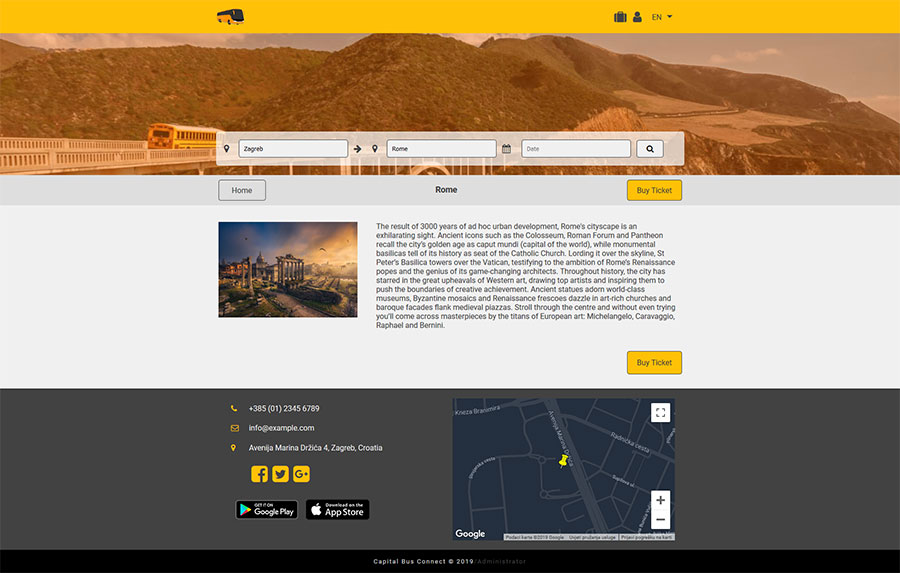 EN
Zagreb
Rome
Date
Home
Rome
Buy Ticket
The result of 3000 years of ad hoc urban development, Rome's cityscape is an
exhilarating sight. Ancient icons such as the Colosseum, Roman Forum and Pantheon
recall the city's golden age as caput mundi (capital of the world), while monumental
basilicas tell of its history as seat of the Catholic Church. Lording it over the skyline, St
Peter's Basilica towers over the Vatican, testifying to the ambition of Rome's Renaissance
popes and the genius of its game-changing architects. Throughout history, the city has
starred in the great upheavals of Western art, drawing top artists and inspiring them to
push the boundaries of creative achievement. Ancient statues adorn world-class
museums, Byzantine mosaics and Renaissance frescoes dazzle in art-rich churches and
baroque facades flank medieval piazzas. Stroll through the centre and without even trying
you'll come across masterpieces by the titans of European art: Michelangelo, Caravaggio,
Raphael and Bernini.
Buy Ticket
+385 (01) 2345 6789
info@example.com
Avenija Marina Držića 4, Zagreb, Croatia
GET IT ON
Google Play
Download on the
App Store
Kneza Branimira
Avenija Marina Držića
Radnička cesta
Google
Podaci karte ©2019 Google
Uvjeti pružanja usluge
Prijavi pogrešku na karti
Capital Bus Connect © 2019/Administrator